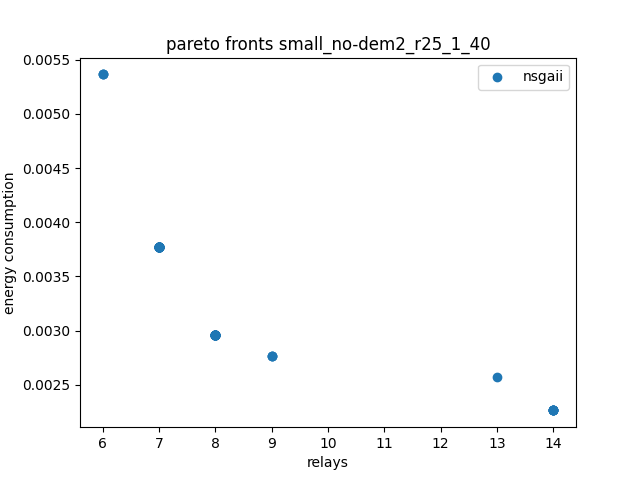 pareto fronts small_no-dem2_r25_1_40
nsgaii
0.0055
0.0050
0.0045
0.0040
0.0035
0.0030
0.0025
energy consumption
6 7 8 9 10 11 12 13 14
relays